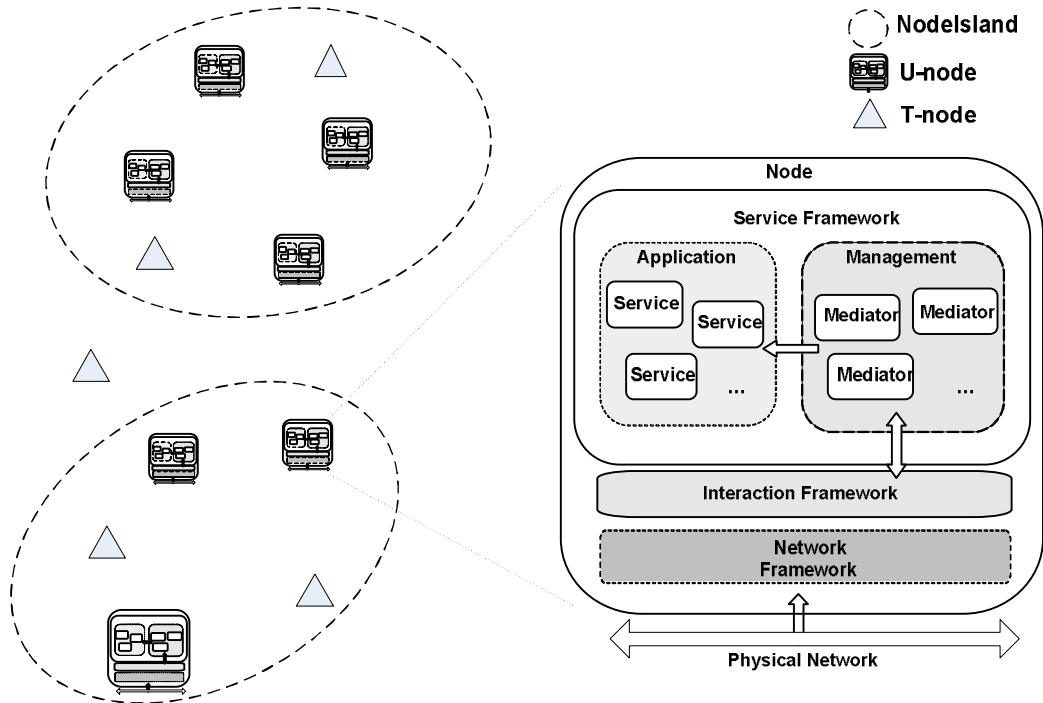 NodeIsland
U-node
T-node
Node
Service Framework
Application
Management
Service
Service
Service
...
Mediator
Mediator
Mediator
...
Interaction Framework
Network
Framework
Physical Network